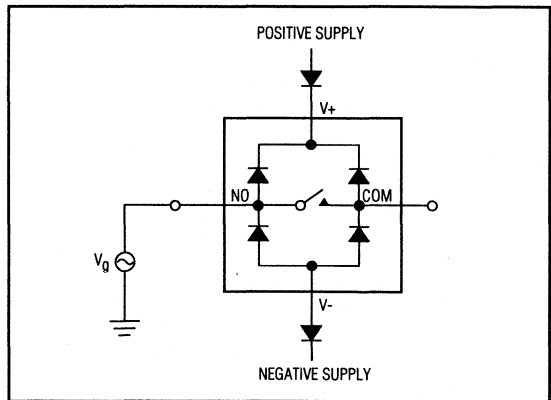 POSITIVE SUPPLY
V+
NO
COM
Vg
V-
NEGATIVE SUPPLY